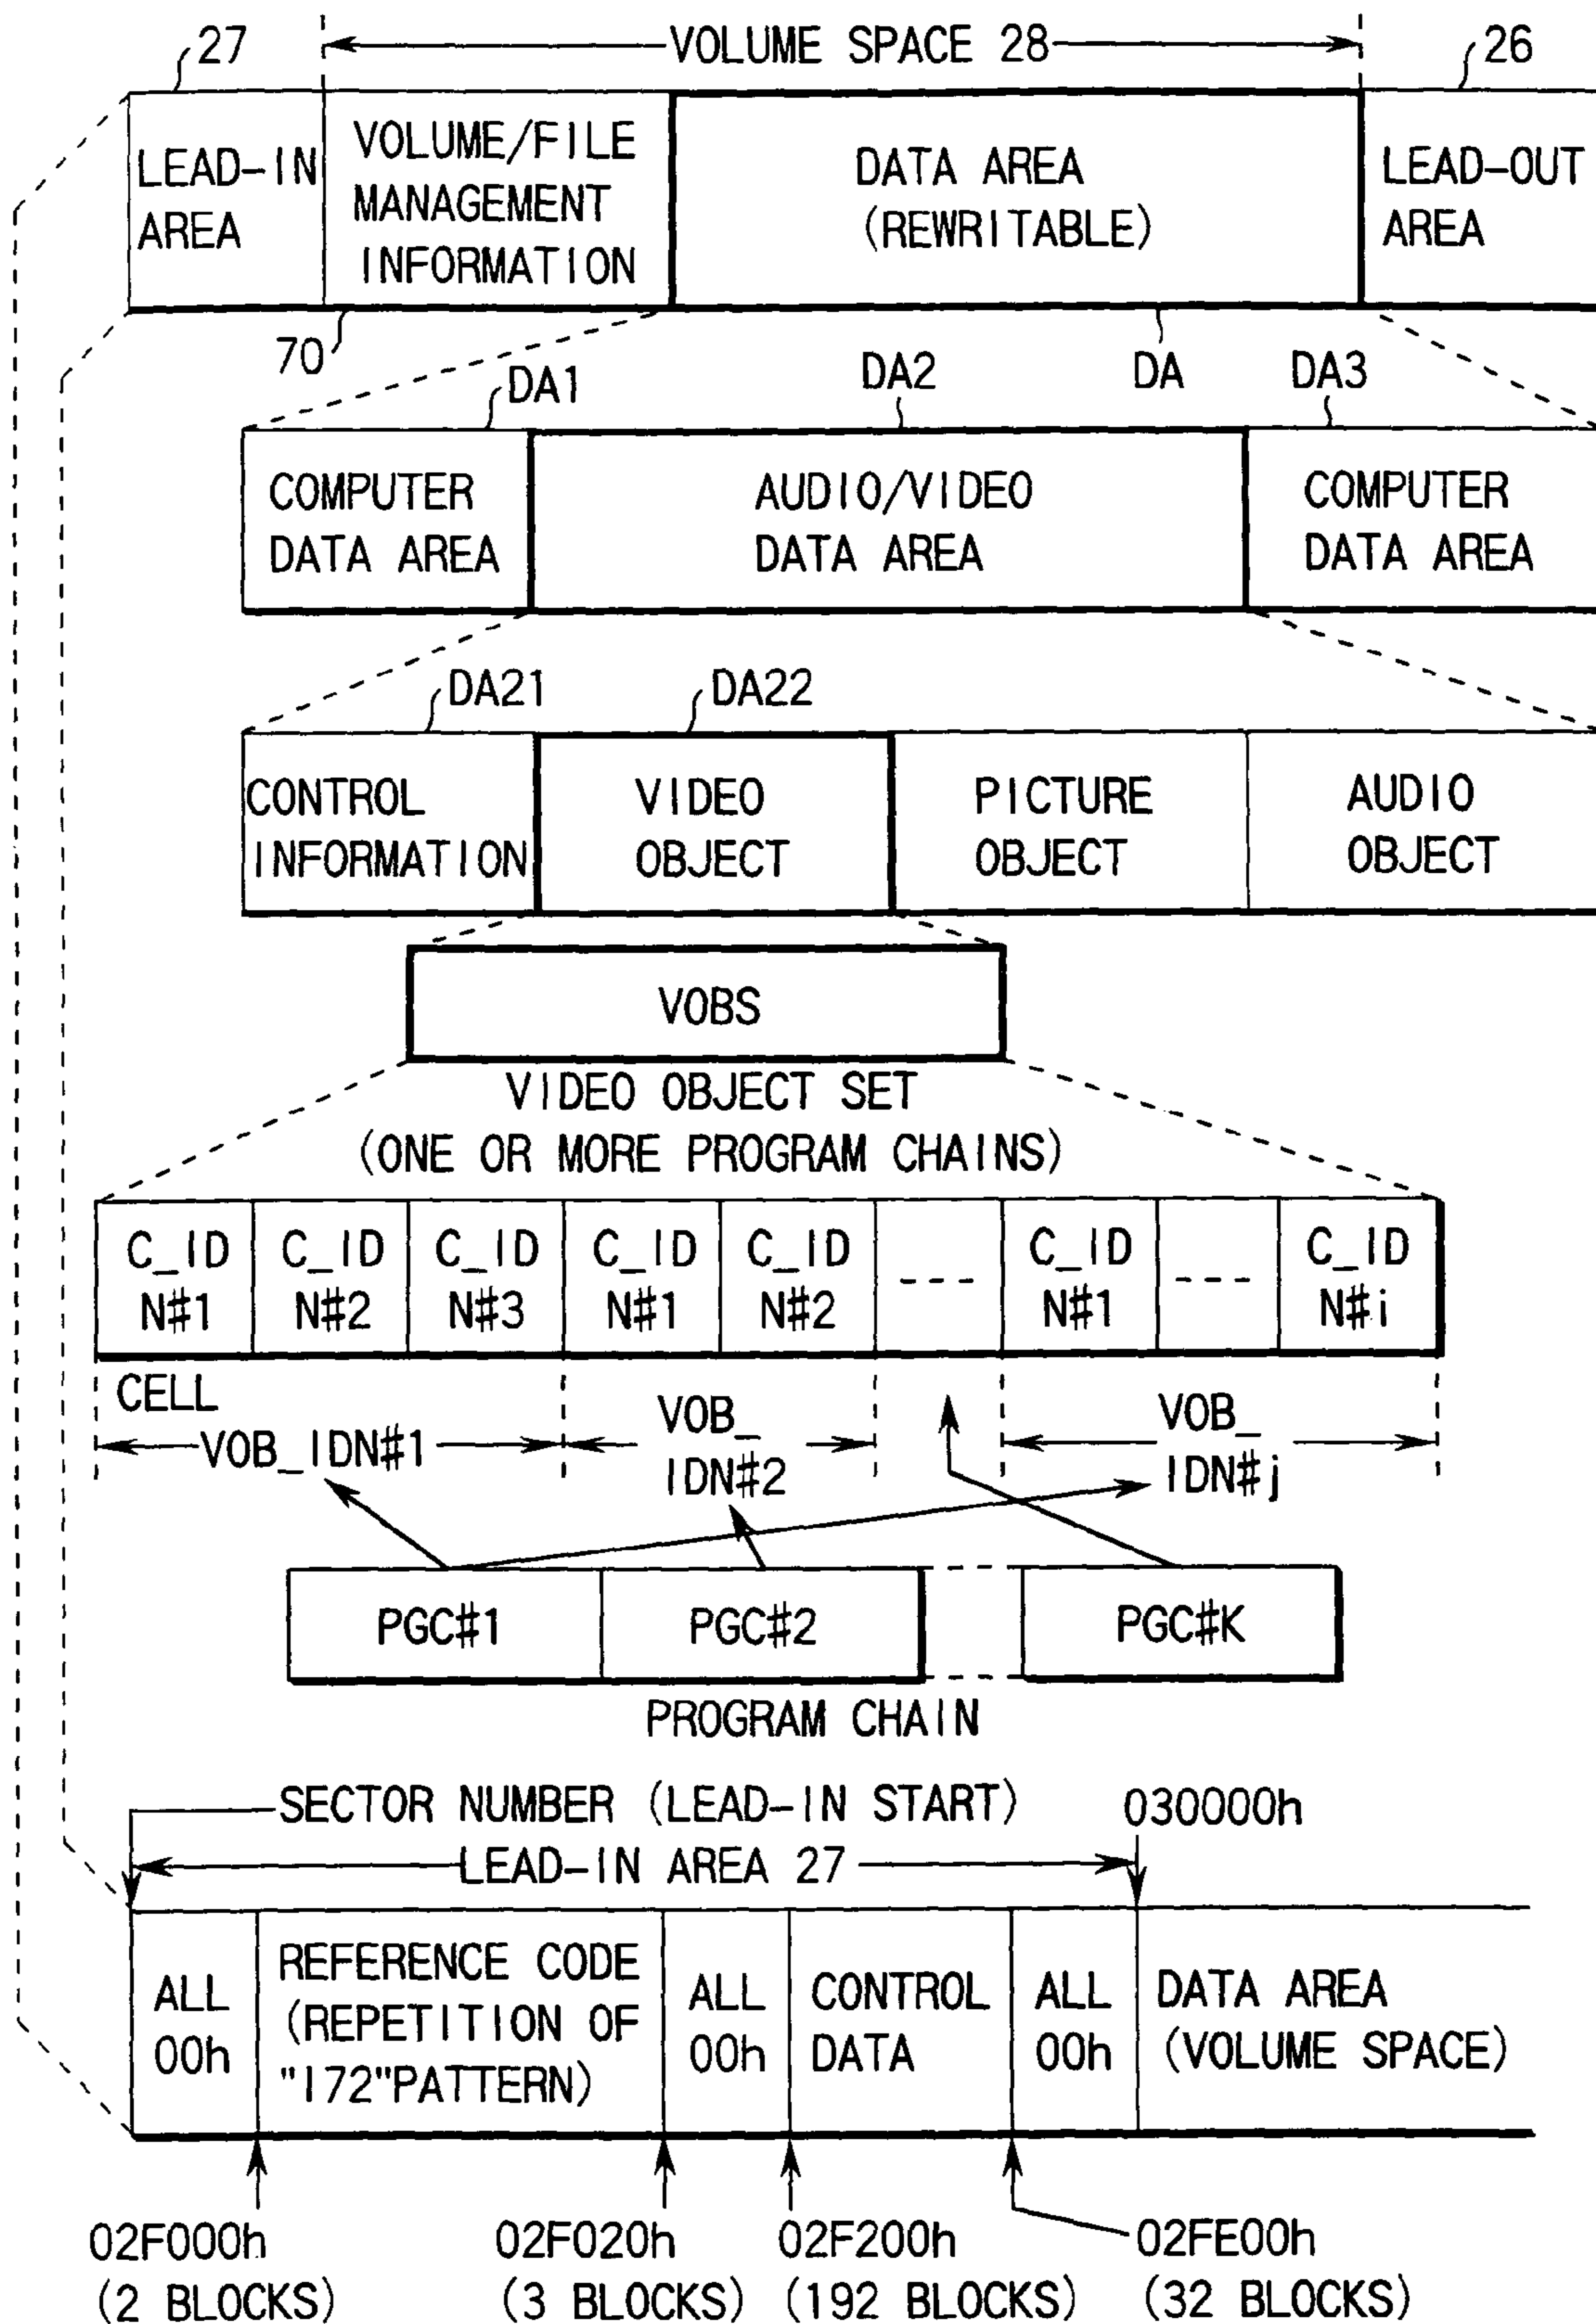 27
VOLUME SPACE 28
26
LEAD-IN
AREA
VOLUME/FILE
MANAGEMENT
INFORMATION
DATA AREA
(REWRITABLE)
LEAD-OUT
AREA
70
DA1
DA2
DA
DA3
COMPUTER
DATA AREA
AUDIO/VIDEO
DATA AREA
COMPUTER
DATA AREA
DA21
DA22
CONTROL
INFORMATION
VIDEO
OBJECT
PICTURE
OBJECT
AUDIO
OBJECT
VOBS
VIDEO OBJECT SET
(ONE OR MORE PROGRAM CHAINS)
C_ID
N#1
C_ID
N#2
C_ID
N#3
C_ID
N#1
C_ID
N#2
----
C_ID
N#1
----
C_ID
N#i
CELL
VOB_IDN#1
VOB_
IDN#2
VOB_
IDN#j
PGC#1
PGC#2
PGC#K
PROGRAM CHAIN
SECTOR NUMBER (LEAD-IN START)
030000h
LEAD-IN AREA 27
ALL
00h
REFERENCE CODE
(REPETITION OF
"172"PATTERN)
ALL
00h
CONTROL
DATA
ALL
00h
DATA AREA
(VOLUME SPACE)
02F000h
(2 BLOCKS)
02F020h
(3 BLOCKS)
02F200h
(192 BLOCKS)
02FE00h
(32 BLOCKS)